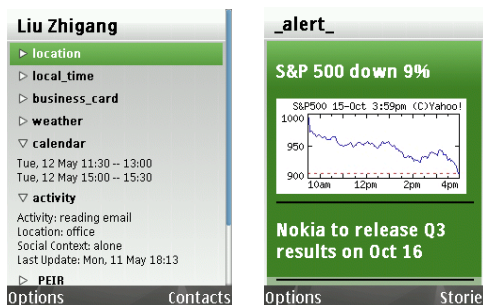 Liu Zhigang
location
local_time
business_card
weather
calendar
Tue, 12 May 11:30 -- 13:00
Tue, 12 May 15:00 -- 15:30
activity
Activity: reading email
Location: office
Social Context: alone
Last Update: Mon, 11 May 18:13
PEIR
Options Contacts
_alert_
S&P 500 down 9%
S&P500 15-Oct 3:59pm (C)Yahoo!
1000
950
900
10am 12pm 2pm 4pm
Nokia to release Q3
results on Oct 16
Options Storie